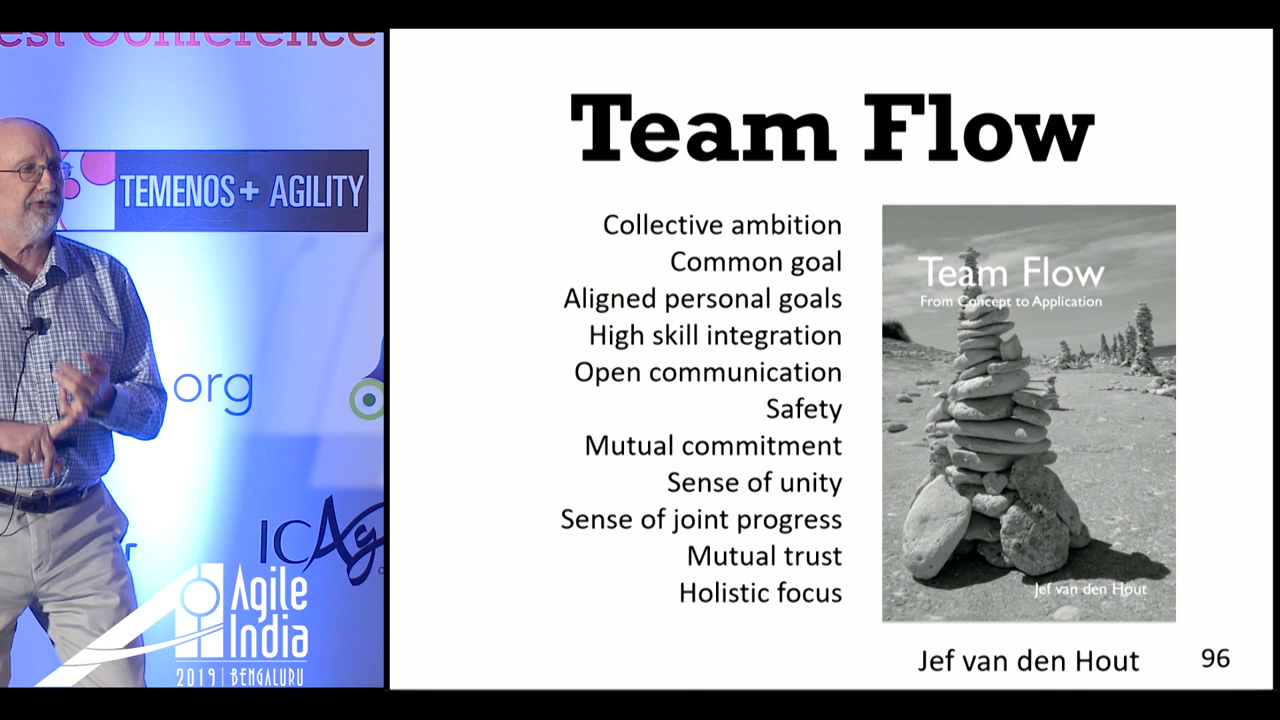 est Conference
TEMENOS + AGILITY
.org
ICAg
Agile
India
2019 | BENGALURU
Team Flow
Collective ambition
Common goal
Aligned personal goals
High skill integration
Open communication
Safety
Mutual commitment
Sense of unity
Sense of joint progress
Mutual trust
Holistic focus
Team Flow
From Concept to Application
Jef van den Hout
Jef van den Hout
96